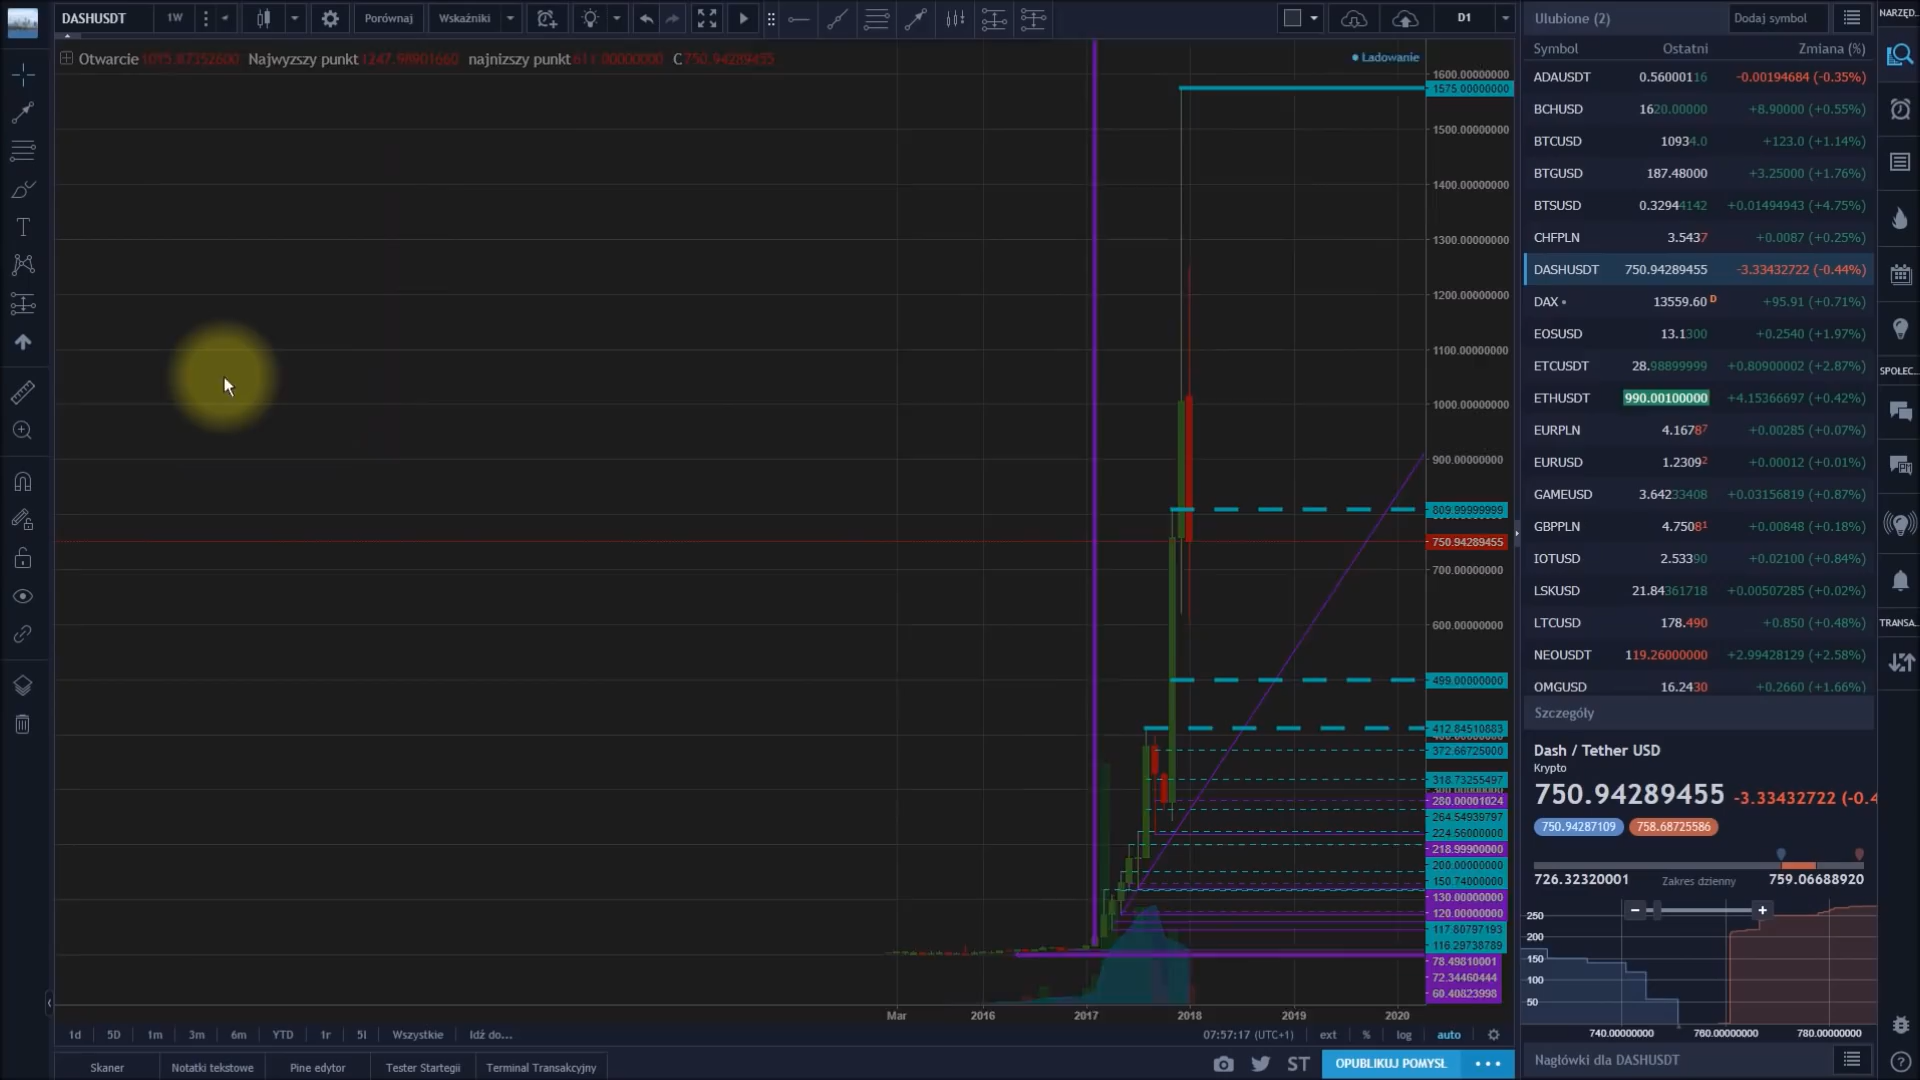 DASHUSDT 1W Porównaj Wskaźniki D1
Otwarcie Najwyzszy punkt 1247.98901660 najnizszy punkt 611.00000000 C750.94289455
Ladowanie
1600.00000000
1575.00000000
1500.00000000
1400.00000000
1300.00000000
1200.00000000
1100.00000000
1000.00000000
900.00000000
809.99999999
750.94289455
700.00000000
600.00000000
499.00000000
412.84510883
372.66725000
318.73255497
280.00001024
264.54939797
224.56000000
218.99900000
200.00000000
150.74000000
130.00000000
120.00000000
117.80797193
116.29738789
78.49810001
72.34460444
60.40823998
Mar 2016 2017 2018 2019 2020
1d 5D 1m 3m 6m YTD 1r 5l Wszystkie Idź do... 07:57:17 (UTC+1) ext % log auto
Skaner Notatki tekstowe Pine edytor Tester Startegii Terminal Transakcyjny ST OPUBLIKUJ POMYSŁ
Ulubione (2) Dodaj symbol
Symbol Ostatni Zmiana (%)
ADAUSDT 0.56000116 -0.00194684 (-0.35%)
BCHUSD 1620.00000 +8.90000 (+0.55%)
BTCUSD 10934.0 +123.0 (+1.14%)
BTGUSD 187.48000 +3.25000 (+1.76%)
BTSUSD 0.32944142 +0.01494943 (+4.75%)
CHFPLN 3.5437 +0.0087 (+0.25%)
DASHUSDT 750.94289455 -3.33432722 (-0.44%)
DAX 13559.60 D +95.91 (+0.71%)
EOSUSD 13.1300 +0.2540 (+1.97%)
ETCUSDT 28.98899999 +0.80900002 (+2.87%)
ETHUSDT 990.00100000 +4.15366697 (+0.42%)
EURPLN 4.16787 +0.00285 (+0.07%)
EURUSD 1.23092 +0.00012 (+0.01%)
GAMEUSD 3.64233408 +0.03156819 (+0.87%)
GBPPLN 4.75081 +0.00848 (+0.18%)
IOTUSD 2.53390 +0.02100 (+0.84%)
LSKUSD 21.84361718 +0.00507285 (+0.02%)
LTCUSD 178.490 +0.850 (+0.48%)
NEOUSDT 119.26000000 +2.99428129 (+2.58%)
OMGUSD 16.2430 +0.2660 (+1.66%)
Szczegóły
Dash / Tether USD
Krypto
750.94289455 -3.33432722 (-0.4
750.94287109 758.68725586
726.32320001 Zakres dzienny 759.06688920
250
200
150
100
50
740.00000000 760.00000000 780.00000000
Nagłówki dla DASHUSDT
NARZĘD...
SPOŁEC...
TRANSA...